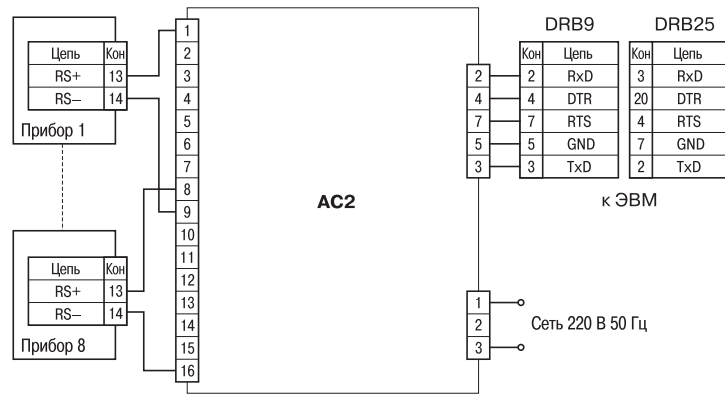 Цепь Кон
RS+ 13
RS– 14
Прибор 1
Цепь Кон
RS+ 13
RS– 14
Прибор 8
1
2
3
4
5
6
7
8
9
10
11
12
13
14
15
16
АС2
2
4
7
5
3
1
2
3
Сеть 220 В 50 Гц
DRB9
Кон Цепь
2 RxD
4 DTR
7 RTS
5 GND
3 TxD
DRB25
Кон Цепь
3 RxD
20 DTR
4 RTS
7 GND
2 TxD
к ЭВМ